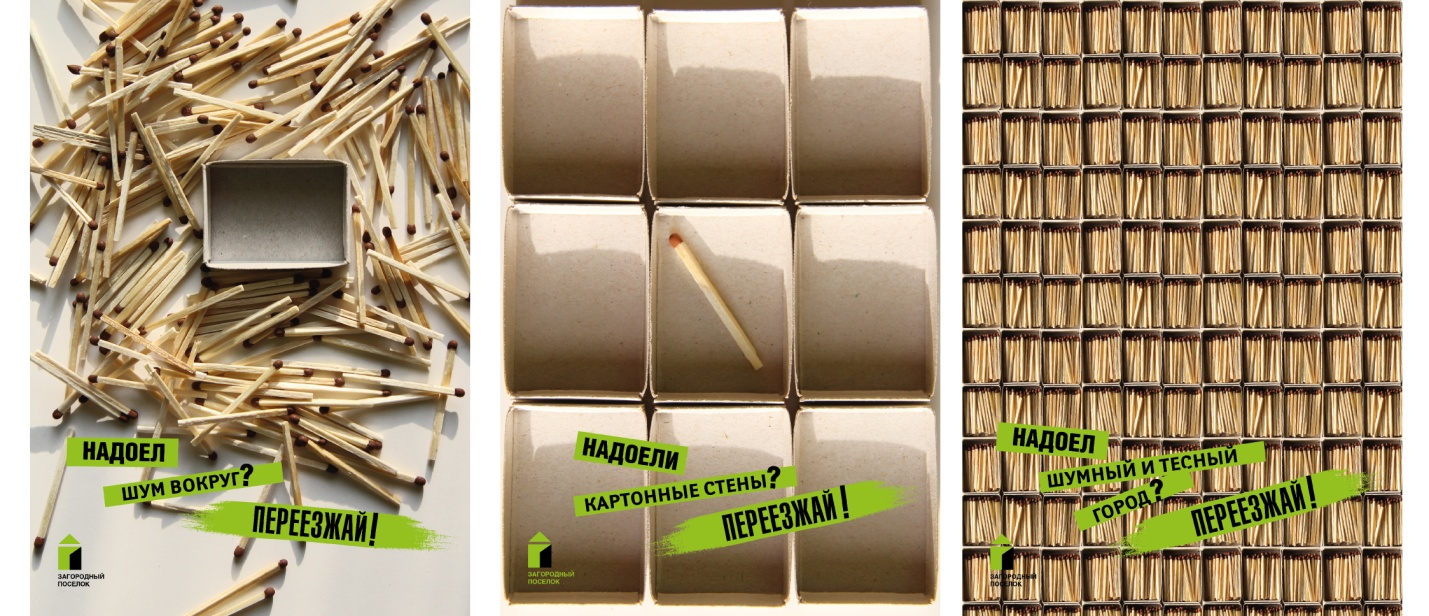 НАДОЕЛ
ШУМ ВОКРУГ?
ПЕРЕЕЗЖАЙ!
ЗАГОРОДНЫЙ
ПОСЕЛОК
НАДОЕЛИ
КАРТОННЫЕ СТЕНЫ?
ПЕРЕЕЗЖАЙ!
ЗАГОРОДНЫЙ
ПОСЕЛОК
НАДОЕЛ
ШУМНЫЙ И ТЕСНЫЙ
ГОРОД?
ПЕРЕЕЗЖАЙ!
ЗАГОРОДНЫЙ
ПОСЕЛОК